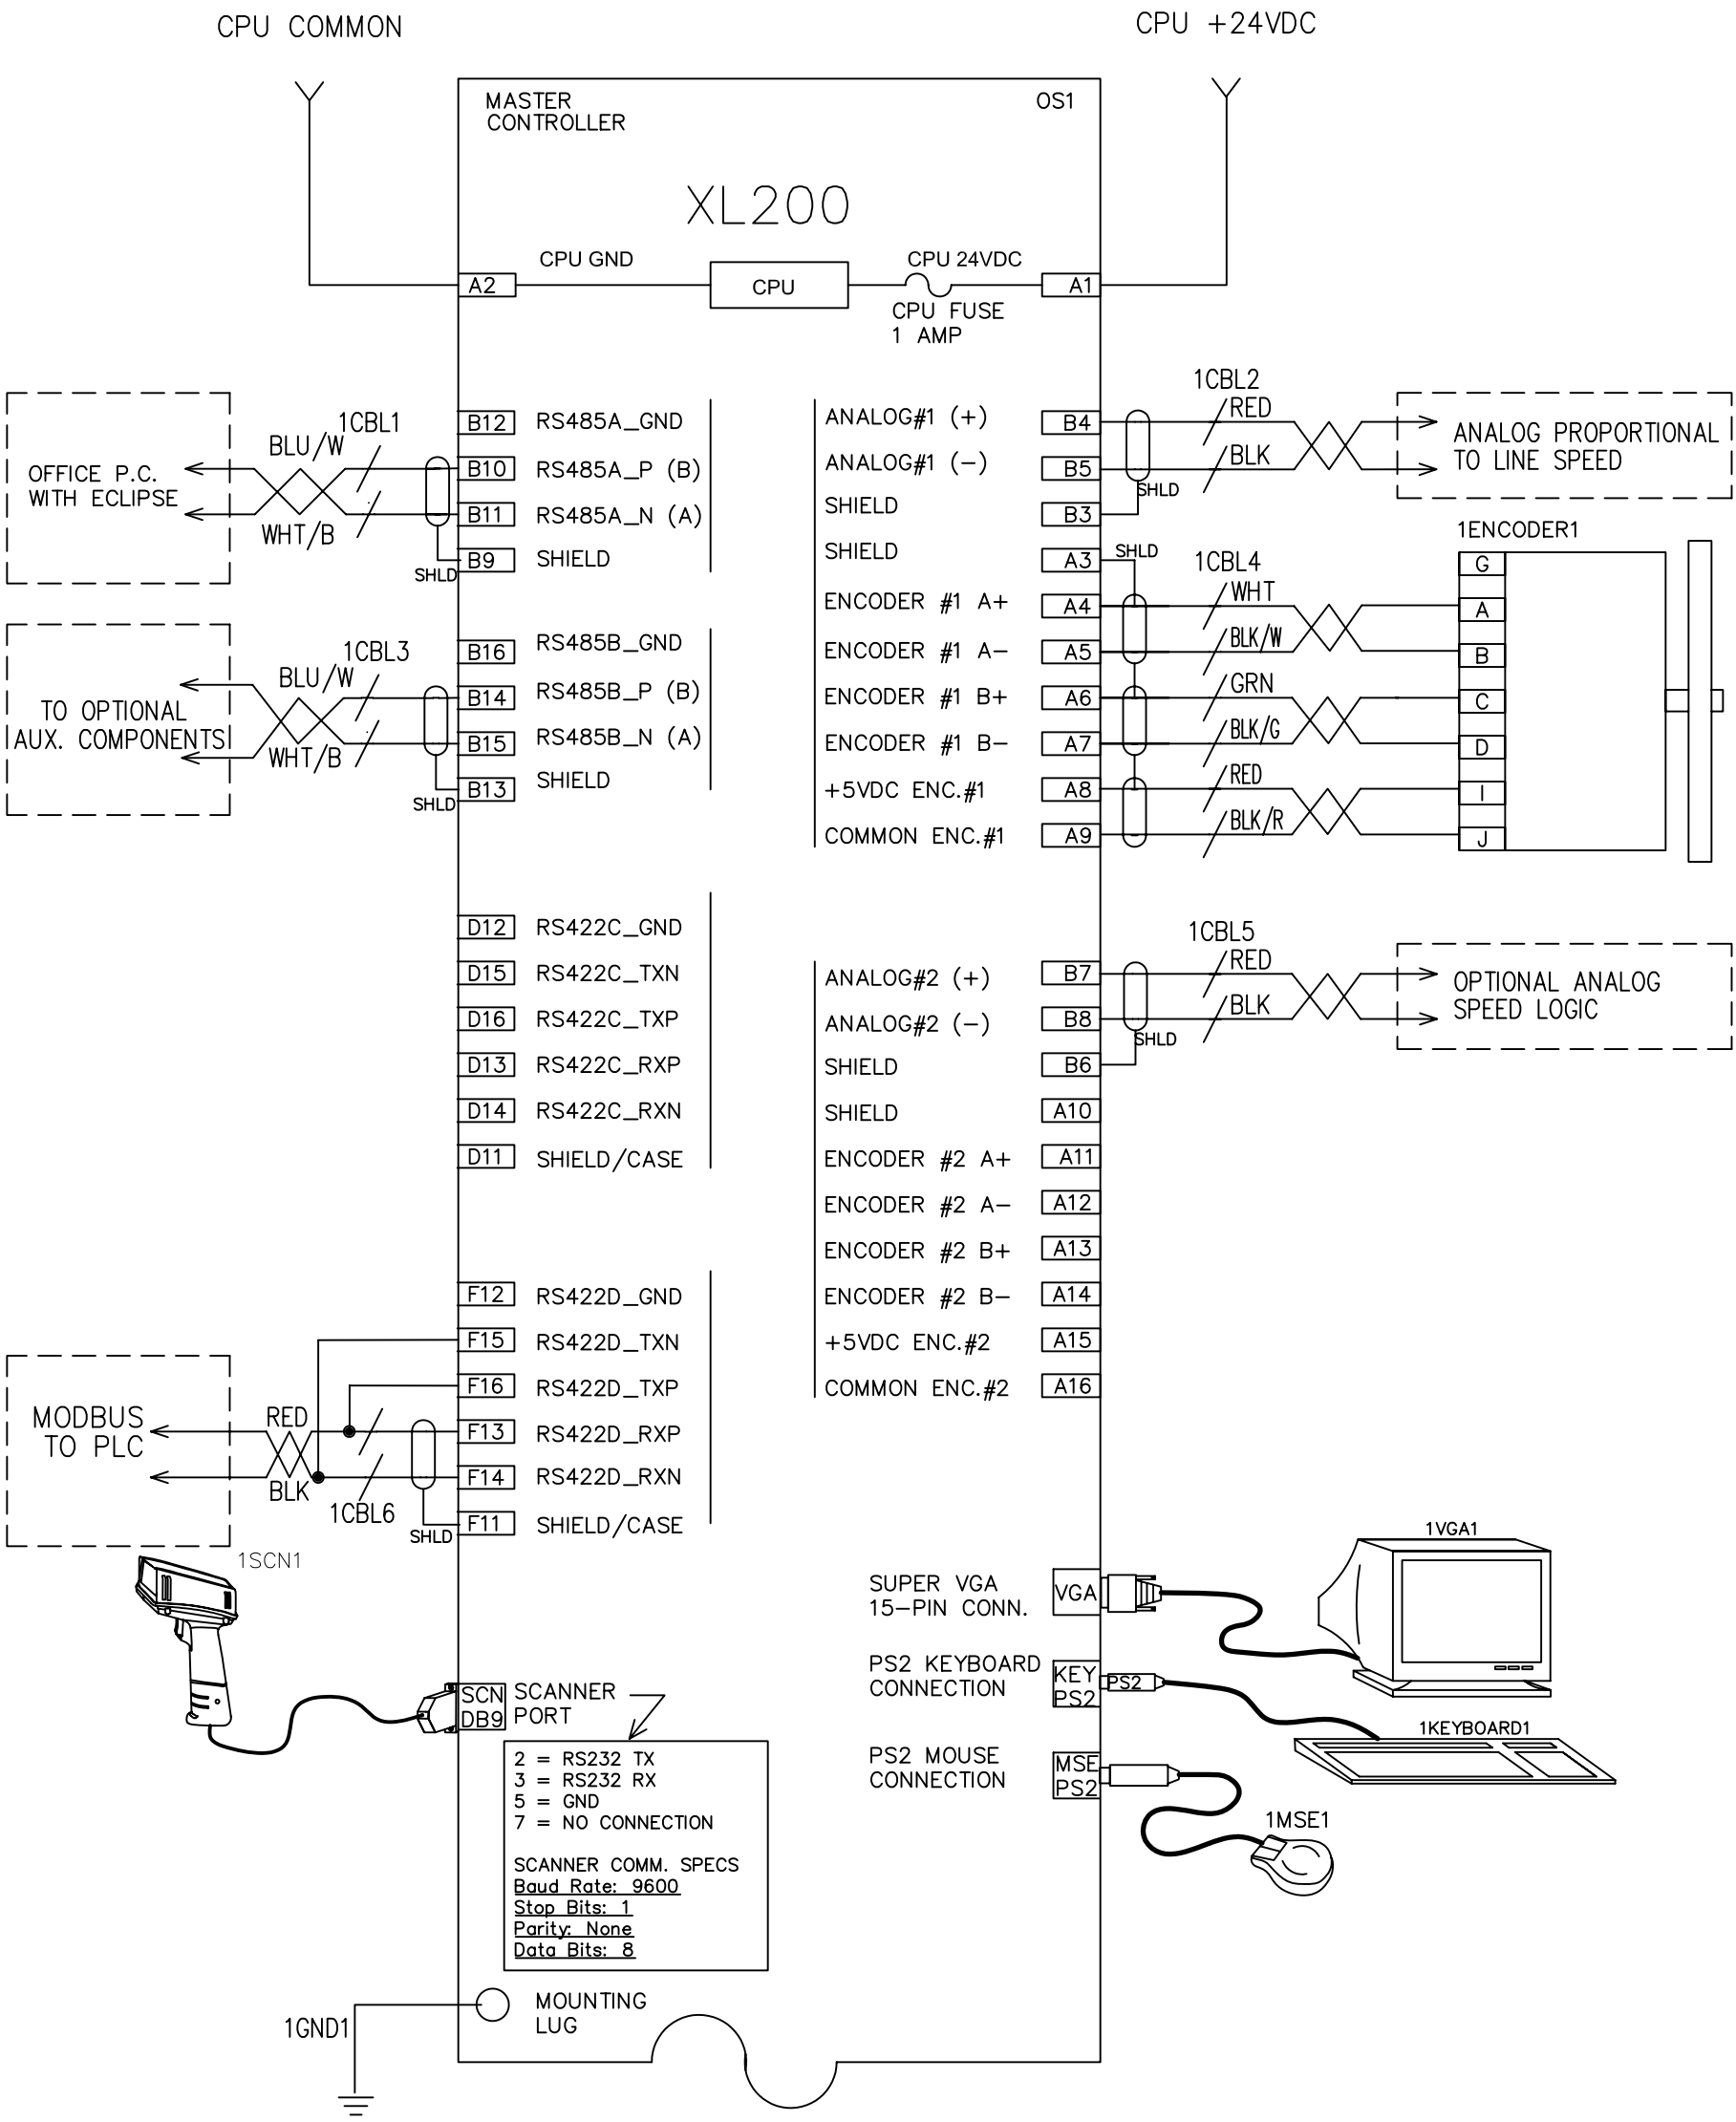 CPU COMMON
CPU +24VDC
MASTER
CONTROLLER
OS1
XL200
A2
CPU GND
CPU
CPU 24VDC
CPU FUSE
1 AMP
A1
OFFICE P.C.
WITH ECLIPSE
1CBL1
BLU/W
WHT/B
SHLD
B12 RS485A_GND
B10 RS485A_P (B)
B11 RS485A_N (A)
B9 SHIELD
TO OPTIONAL
AUX. COMPONENTS
1CBL3
BLU/W
WHT/B
SHLD
B16 RS485B_GND
B14 RS485B_P (B)
B15 RS485B_N (A)
B13 SHIELD
D12 RS422C_GND
D15 RS422C_TXN
D16 RS422C_TXP
D13 RS422C_RXP
D14 RS422C_RXN
D11 SHIELD/CASE
F12 RS422D_GND
F15 RS422D_TXN
F16 RS422D_TXP
F13 RS422D_RXP
F14 RS422D_RXN
F11 SHIELD/CASE
MODBUS
TO PLC
RED
BLK
1CBL6
SHLD
1SCN1
SCN
DB9
SCANNER
PORT
2 = RS232 TX
3 = RS232 RX
5 = GND
7 = NO CONNECTION
SCANNER COMM. SPECS
Baud Rate: 9600
Stop Bits: 1
Parity: None
Data Bits: 8
MOUNTING
LUG
1GND1
ANALOG#1 (+) B4
ANALOG#1 (-) B5
SHIELD B3
SHIELD A3
ENCODER #1 A+ A4
ENCODER #1 A- A5
ENCODER #1 B+ A6
ENCODER #1 B- A7
+5VDC ENC.#1 A8
COMMON ENC.#1 A9
1CBL2
RED
BLK
SHLD
ANALOG PROPORTIONAL
TO LINE SPEED
SHLD
1CBL4
WHT
BLK/W
GRN
BLK/G
RED
BLK/R
1ENCODER1
G
A
B
C
D
I
J
ANALOG#2 (+) B7
ANALOG#2 (-) B8
SHIELD B6
SHIELD A10
ENCODER #2 A+ A11
ENCODER #2 A- A12
ENCODER #2 B+ A13
ENCODER #2 B- A14
+5VDC ENC.#2 A15
COMMON ENC.#2 A16
1CBL5
RED
BLK
SHLD
OPTIONAL ANALOG
SPEED LOGIC
SUPER VGA
15-PIN CONN.
VGA
1VGA1
PS2 KEYBOARD
CONNECTION
KEY
PS2
PS2
1KEYBOARD1
PS2 MOUSE
CONNECTION
MSE
PS2
1MSE1